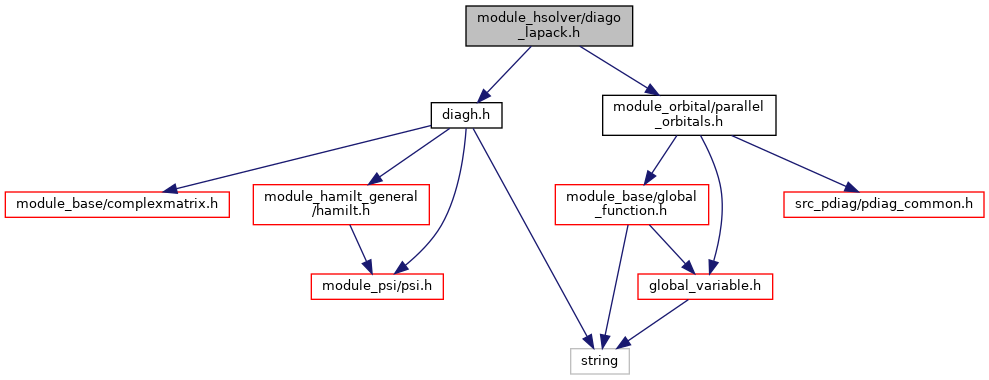 module_hsolver/diago
_lapack.h
diagh.h
module_orbital/parallel
_orbitals.h
module_base/complexmatrix.h
module_hamilt_general
/hamilt.h
module_base/global
_function.h
src_pdiag/pdiag_common.h
module_psi/psi.h
global_variable.h
string